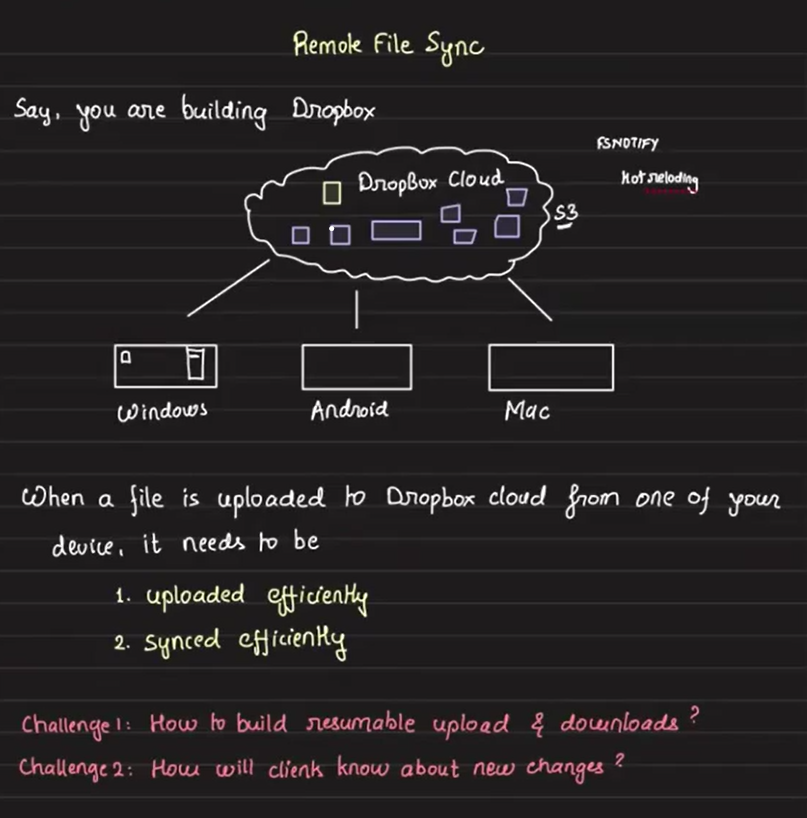 Remote File Sync
Say, you are building Dropbox
FSNOTIFY
DropBox Cloud
Hot reloding
S3
Windows
Android
Mac
When a file is uploaded to Dropbox cloud from one of your
device, it needs to be
1. uploaded efficiently
2. synced efficiently
Challenge 1: How to build resumable upload & downloads?
Challenge 2: How will clients know about new changes?